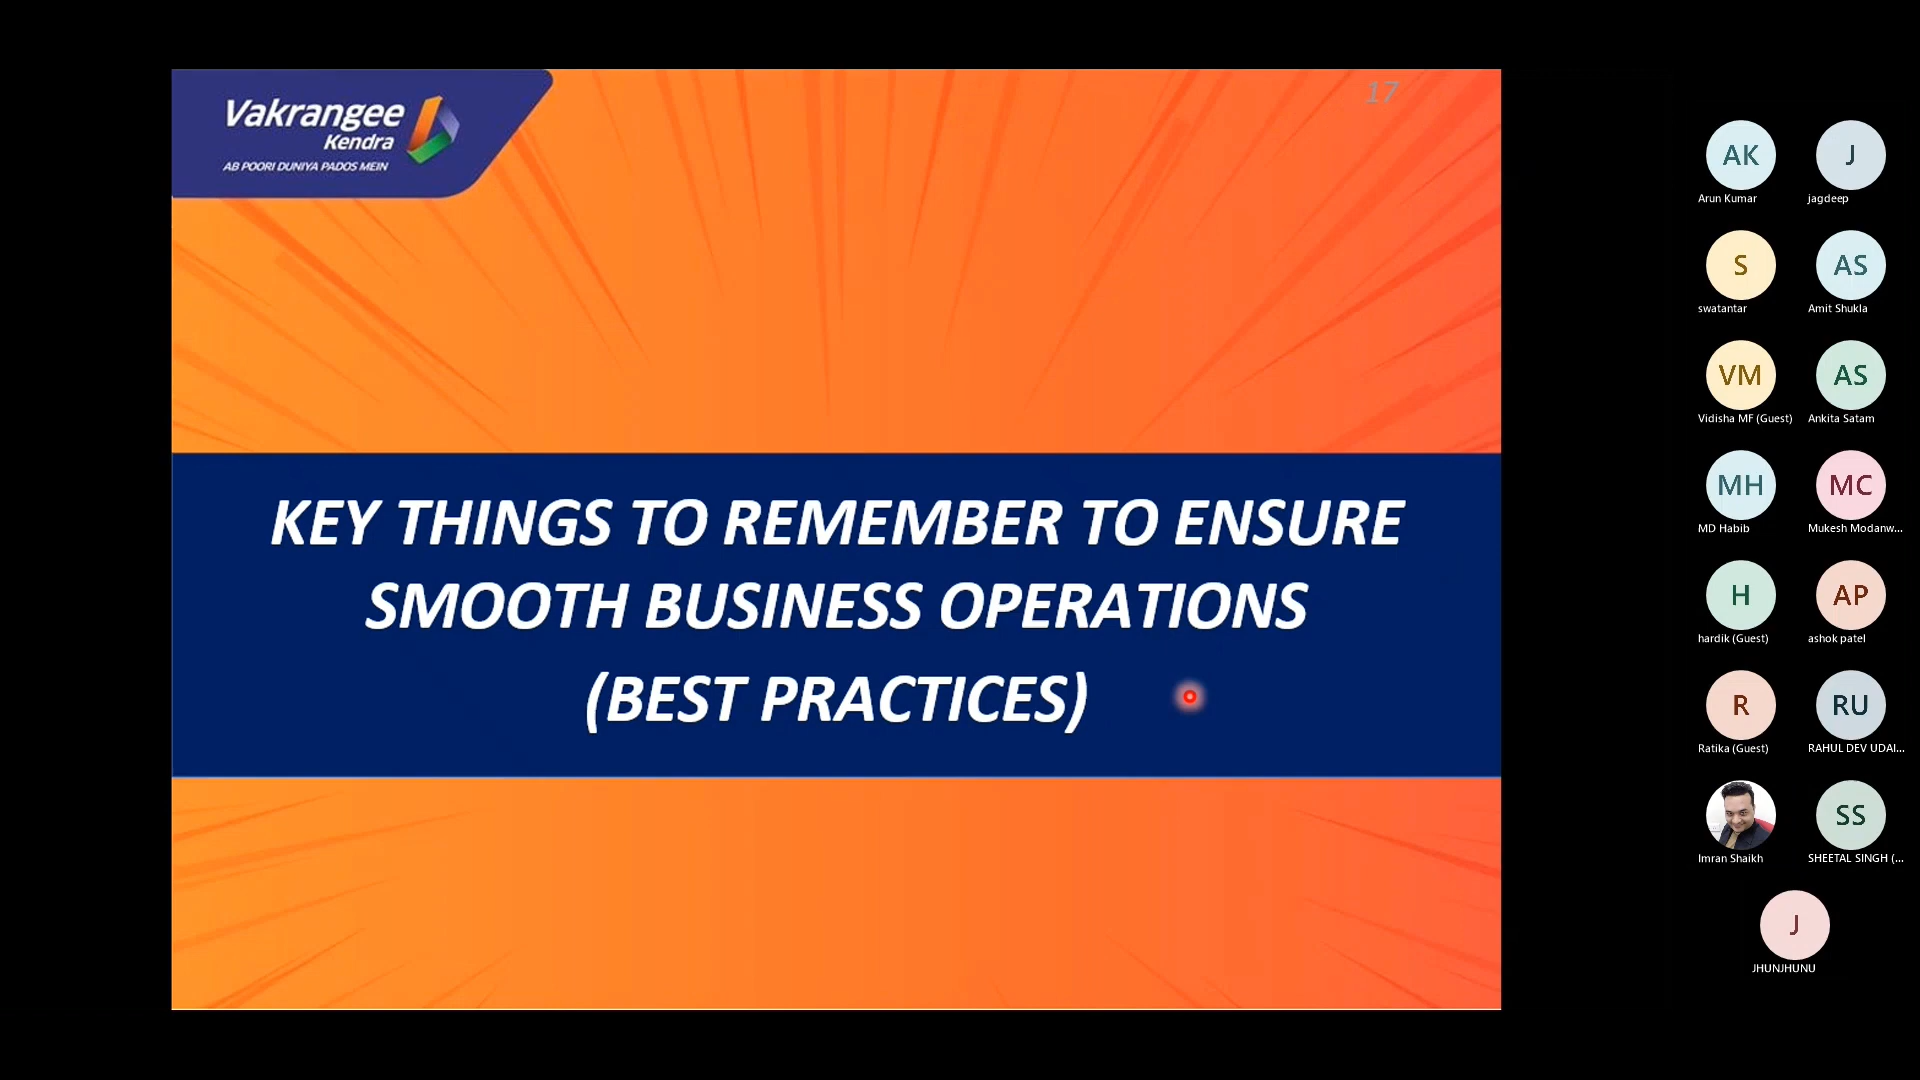 Vakrangee
Kendra
AB POORI DUNIYA PADOS MEIN
17
KEY THINGS TO REMEMBER TO ENSURE
SMOOTH BUSINESS OPERATIONS
(BEST PRACTICES)
AK
Arun Kumar
J
jagdeep
S
swatantar
AS
Amit Shukla
VM
Vidisha MF (Guest)
AS
Ankita Satam
MH
MD Habib
MC
Mukesh Modanw...
H
hardik (Guest)
AP
ashok patel
R
Ratika (Guest)
RU
RAHUL DEV UDAI...
Imran Shaikh
SS
SHEETAL SINGH (...
J
JHUNJHUNU